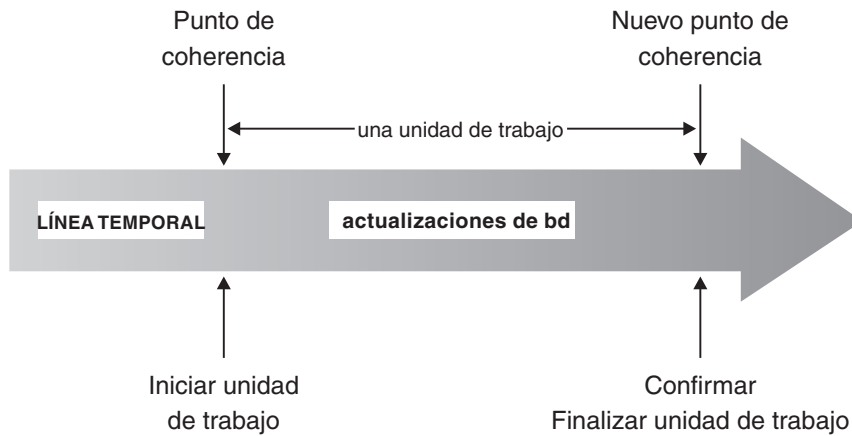 Punto de
coherencia
Nuevo punto de
coherencia
una unidad de trabajo
LÍNEA TEMPORAL
actualizaciones de bd
Iniciar unidad
de trabajo
Confirmar
Finalizar unidad de trabajo